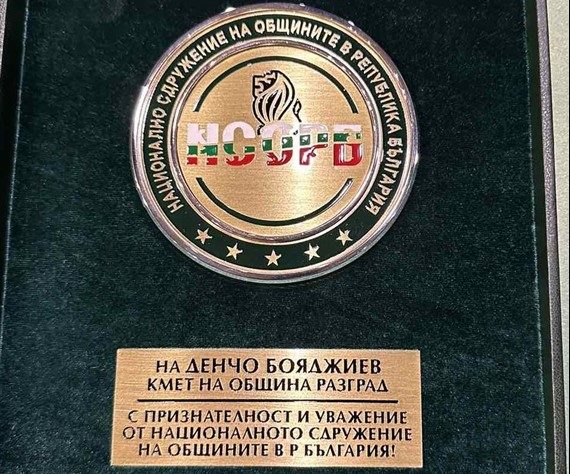 НАЦИОНАЛНО СДРУЖЕНИЕ НА ОБЩИНИТЕ В РЕПУБЛИКА БЪЛГАРИЯ
НСОРБ
НА ДЕНЧО БОЯДЖИЕВ
КМЕТ НА ОБЩИНА РАЗГРАД
С ПРИЗНАТЕЛНОСТ И УВАЖЕНИЕ
ОТ НАЦИОНАЛНОТО СДРУЖЕНИЕ
НА ОБЩИНИТЕ В Р БЪЛГАРИЯ!